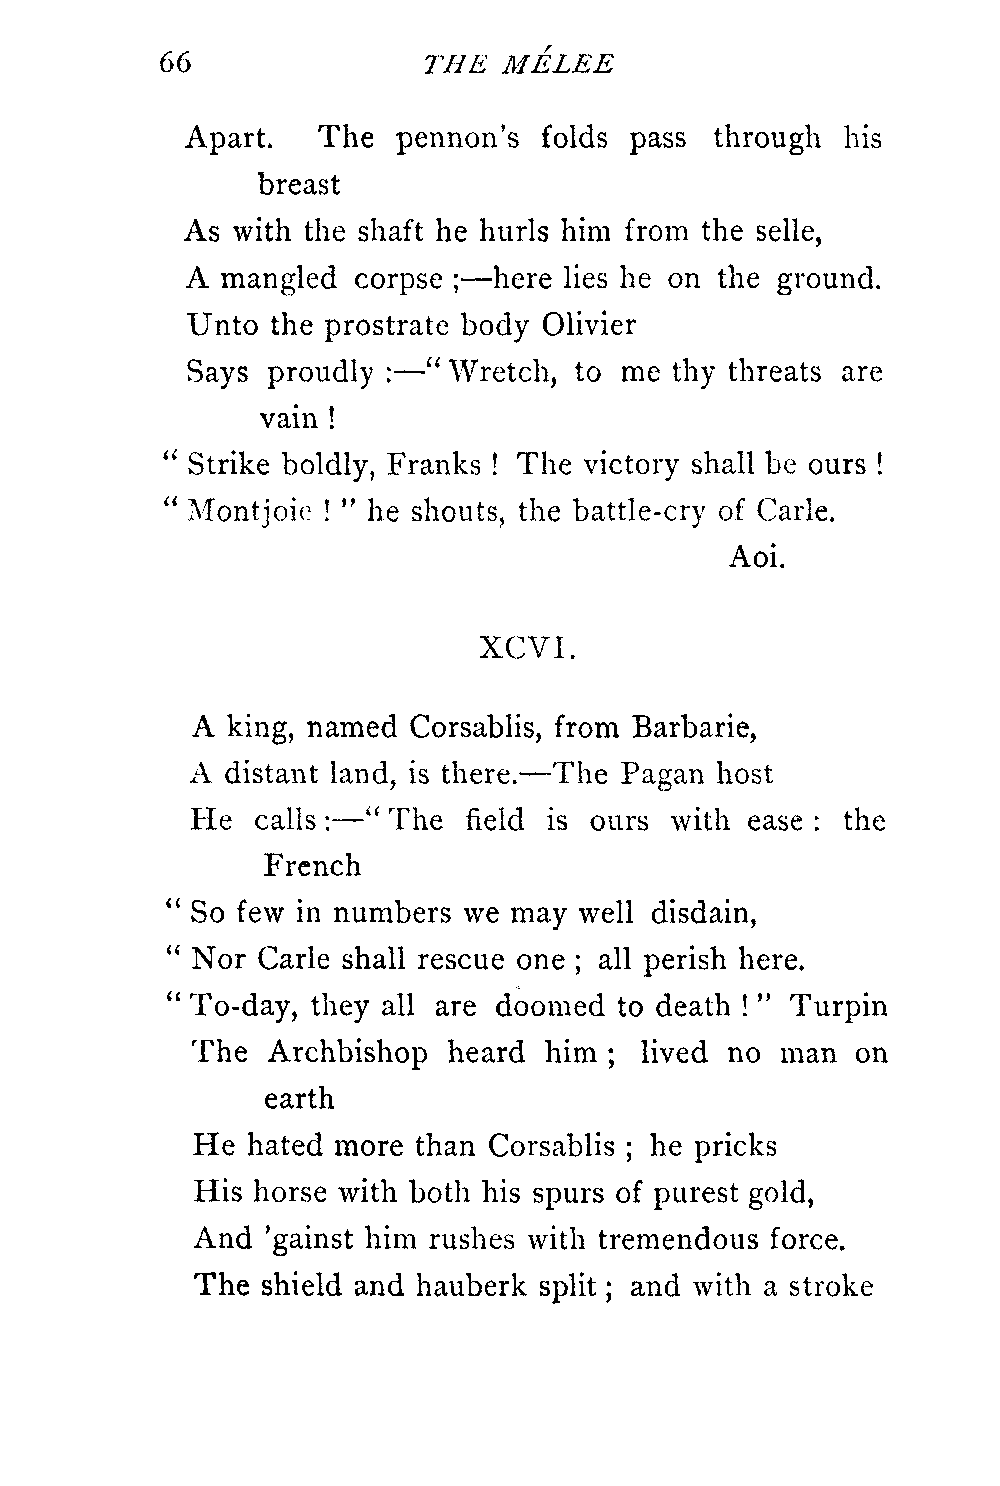 66 THE MÉLEE
Apart. The pennon's folds pass through his
breast
As with the shaft he hurls him from the selle,
A mangled corpse ;—here lies he on the ground.
Unto the prostrate body Olivier
Says proudly :—“ Wretch, to me thy threats are
vain !
“ Strike boldly, Franks ! The victory shall be ours !
“ Montjoie ! ” he shouts, the battle-cry of Carle.
Aoi.
XCVI.
A king, named Corsablis, from Barbarie,
A distant land, is there.—The Pagan host
He calls :—“ The field is ours with ease : the
French
“ So few in numbers we may well disdain,
“ Nor Carle shall rescue one ; all perish here.
“ To-day, they all are doomed to death ! ” Turpin
The Archbishop heard him ; lived no man on
earth
He hated more than Corsablis ; he pricks
His horse with both his spurs of purest gold,
And 'gainst him rushes with tremendous force.
The shield and hauberk split ; and with a stroke